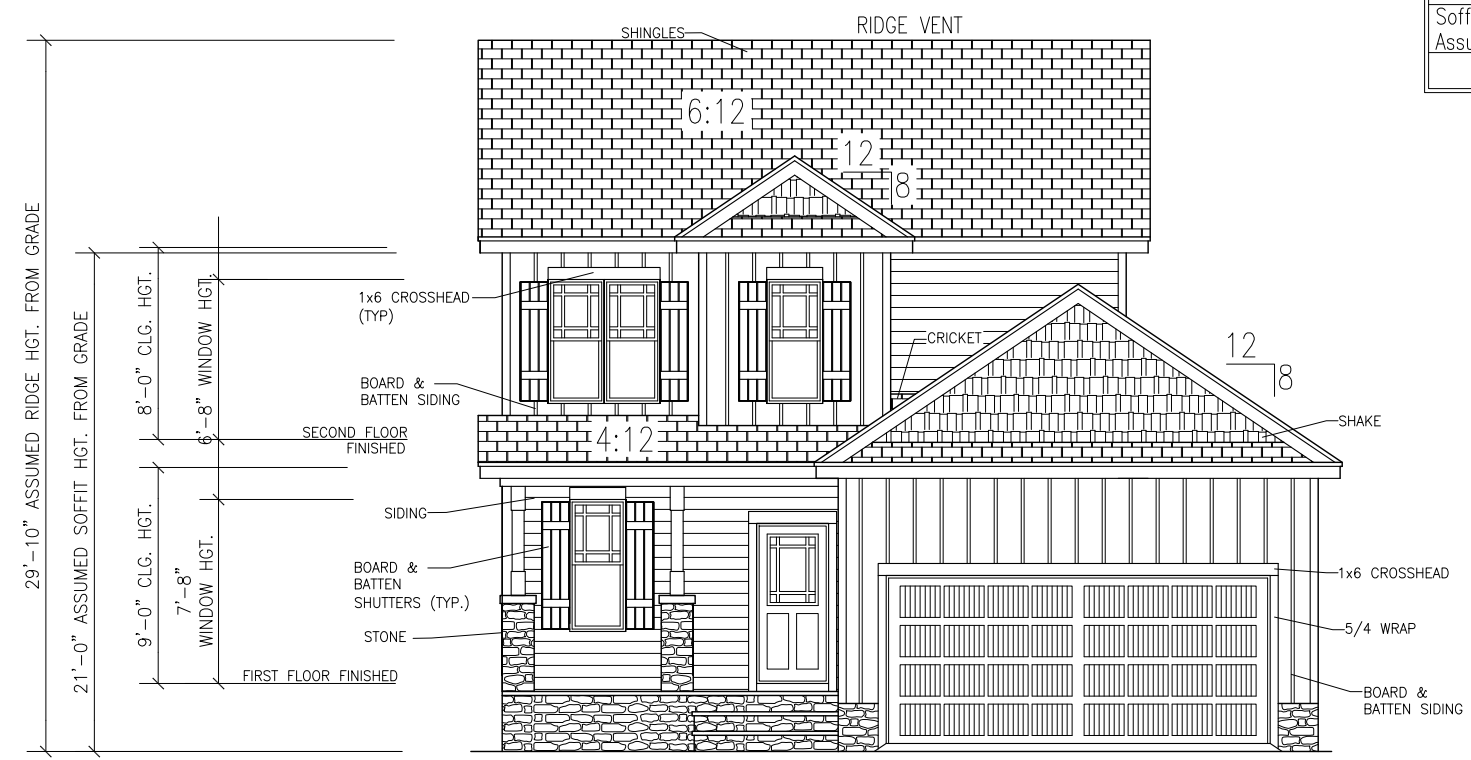 RIDGE VENT
SHINGLES
Soff
Assu
6:12
12
8
29'-10" ASSUMED RIDGE HGT. FROM GRADE
21'-0" ASSUMED SOFFIT HGT. FROM GRADE
8'-0" CLG. HGT.
6'-8" WINDOW HGT.
1x6 CROSSHEAD
(TYP)
CRICKET
12
8
BOARD &
BATTEN SIDING
SHAKE
SECOND FLOOR
FINISHED
4:12
9'-0" CLG. HGT.
7'-8"
WINDOW HGT.
SIDING
BOARD &
BATTEN
SHUTTERS (TYP.)
STONE
FIRST FLOOR FINISHED
1x6 CROSSHEAD
5/4 WRAP
BOARD &
BATTEN SIDING